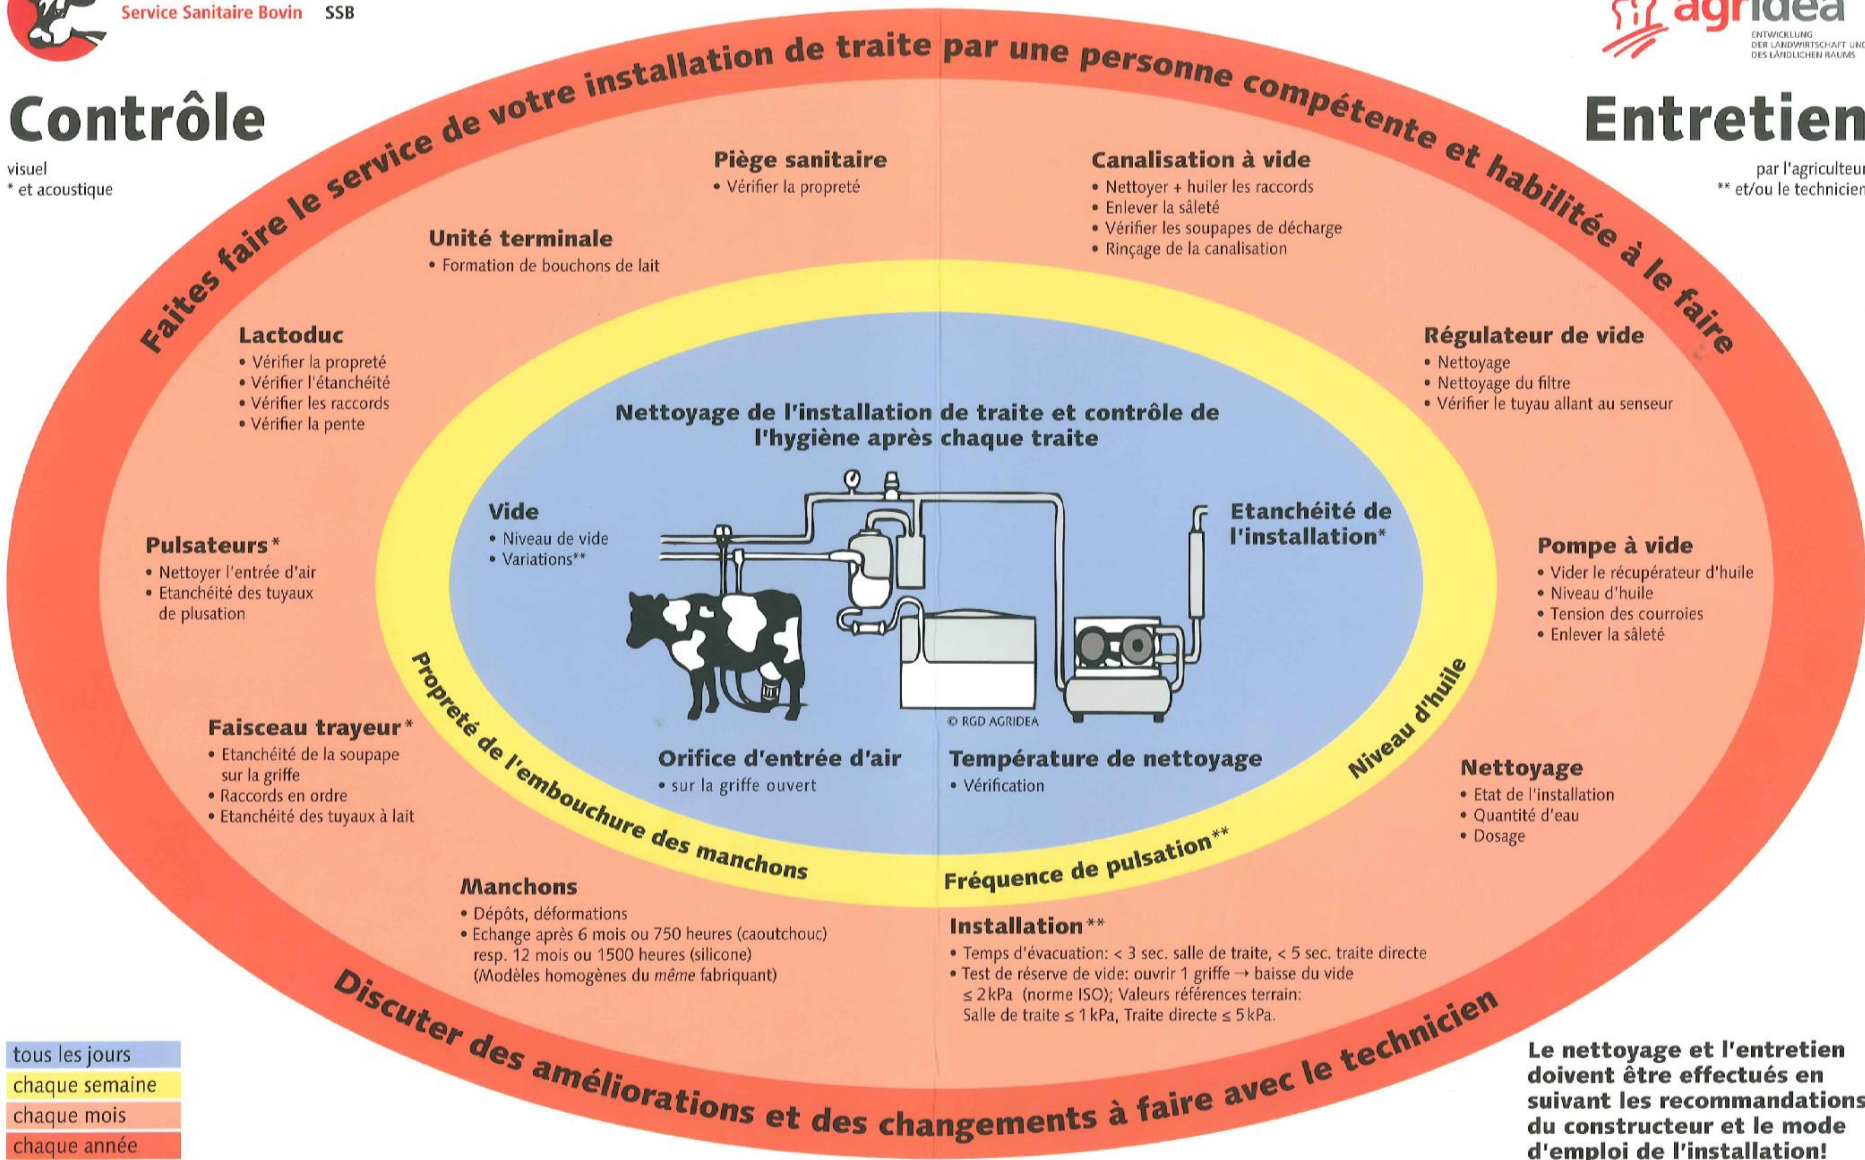 Service Sanitaire Bovin SSB
agridea
ENTWICKLUNG
DER LANDWIRTSCHAFT UND
DES LÄNDLICHEN RAUMS
Contrôle
visuel
* et acoustique
Entretien
par l'agriculteur
** et/ou le technicien
Faites faire le service de votre installation de traite par une personne compétente et habilitée à le faire
Piège sanitaire
• Vérifier la propreté
Canalisation à vide
• Nettoyer + huiler les raccords
• Enlever la sâleté
• Vérifier les soupapes de décharge
• Rinçage de la canalisation
Unité terminale
• Formation de bouchons de lait
Lactoduc
• Vérifier la propreté
• Vérifier l'étanchéité
• Vérifier les raccords
• Vérifier la pente
Régulateur de vide
• Nettoyage
• Nettoyage du filtre
• Vérifier le tuyau allant au senseur
Nettoyage de l'installation de traite et contrôle de
l'hygiène après chaque traite
Vide
• Niveau de vide
• Variations**
Etanchéité de
l'installation*
Pulsateurs*
• Nettoyer l'entrée d'air
• Etanchéité des tuyaux
de plusation
Pompe à vide
• Vider le récupérateur d'huile
• Niveau d'huile
• Tension des courroies
• Enlever la sâleté
© RGD AGRIDEA
Orifice d'entrée d'air
• sur la griffe ouvert
Température de nettoyage
• Vérification
Propreté de l'embouchure des manchons
Fréquence de pulsation**
Niveau d'huile
Faisceau trayeur*
• Etanchéité de la soupape
sur la griffe
• Raccords en ordre
• Etanchéité des tuyaux à lait
Nettoyage
• Etat de l'installation
• Quantité d'eau
• Dosage
Manchons
• Dépôts, déformations
• Echange après 6 mois ou 750 heures (caoutchouc)
resp. 12 mois ou 1500 heures (silicone)
(Modèles homogènes du même fabriquant)
Installation**
• Temps d'évacuation: < 3 sec. salle de traite, < 5 sec. traite directe
• Test de réserve de vide: ouvrir 1 griffe → baisse du vide
≤ 2 kPa (norme ISO); Valeurs références terrain:
Salle de traite ≤ 1 kPa, Traite directe ≤ 5 kPa.
Discuter des améliorations et des changements à faire avec le technicien
tous les jours
chaque semaine
chaque mois
chaque année
Le nettoyage et l'entretien
doivent être effectués en
suivant les recommandations
du constructeur et le mode
d'emploi de l'installation!